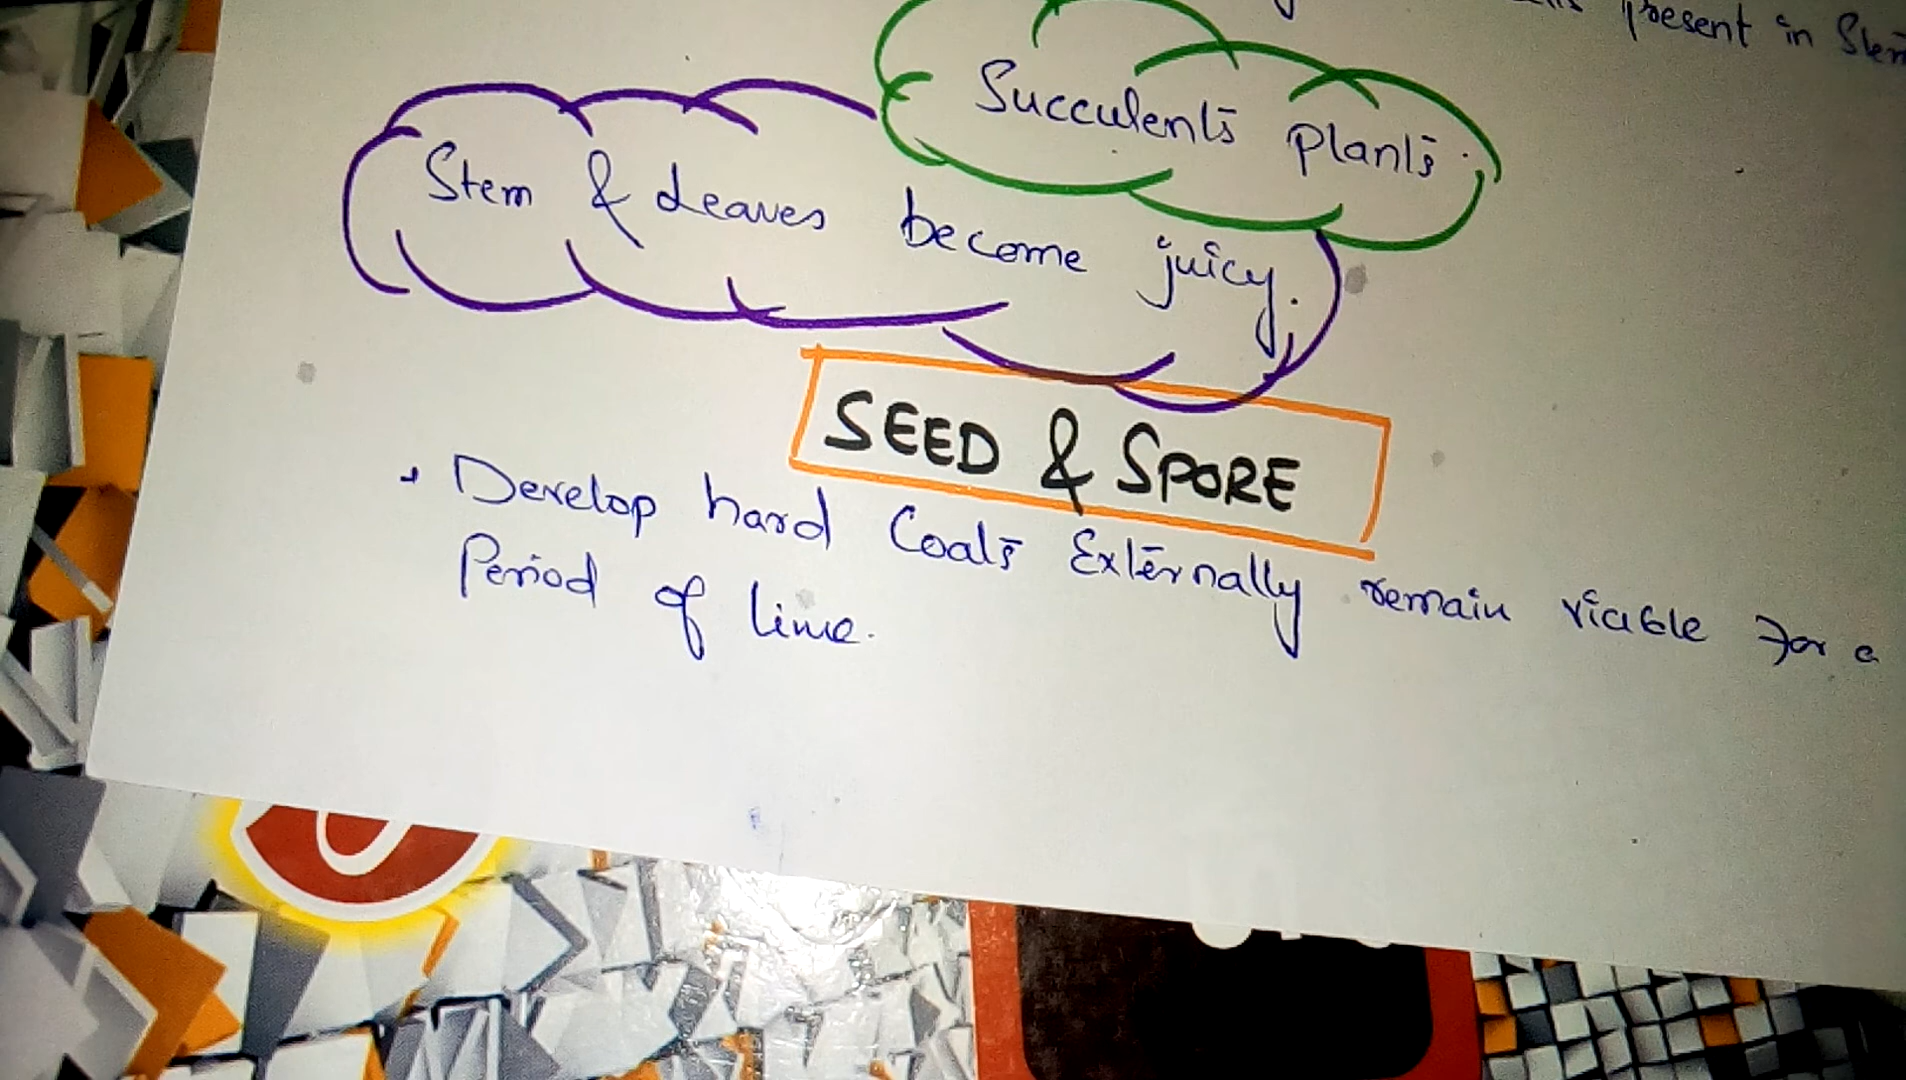 present in Stem
Succulents plants.
Stem & Leaves become juicy.
SEED & SPORE
Develop hard Coats Externally remain viable for a
Period of time.